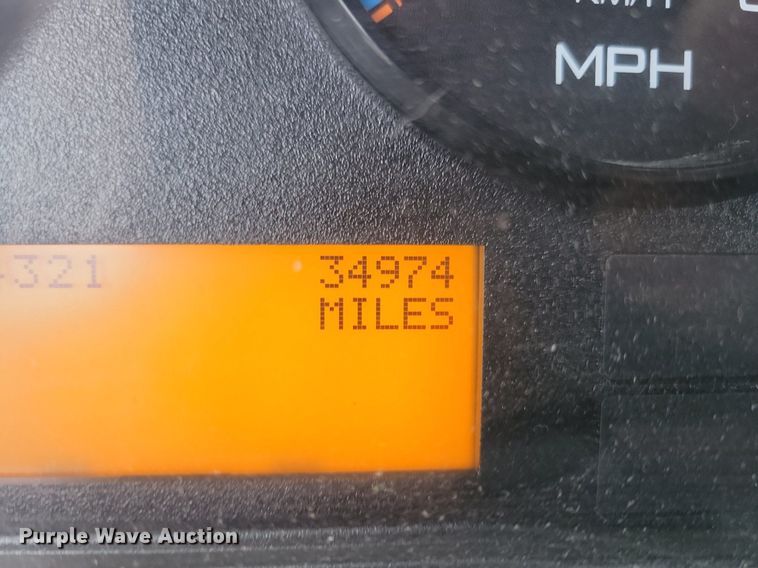 MPH
321 34974
MILES
Purple Wave Auction